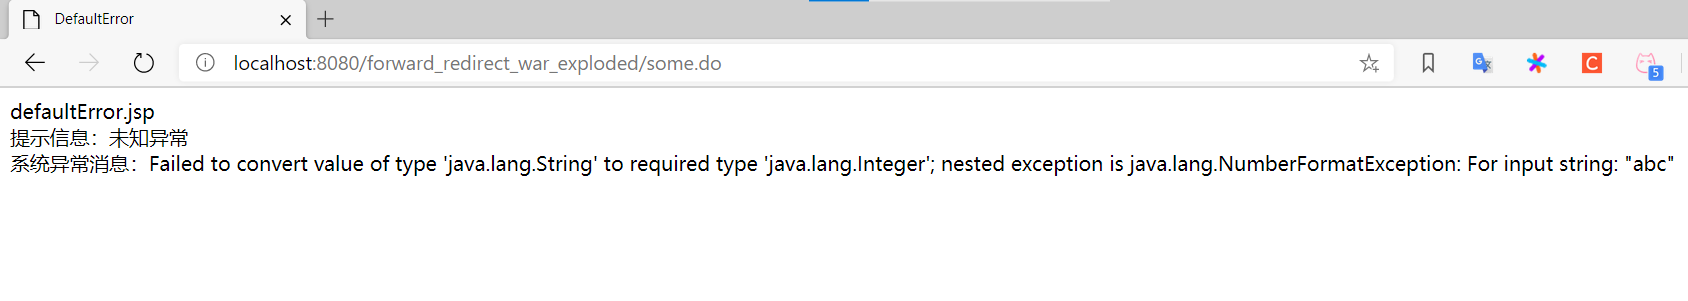 DefaultError
localhost:8080/forward_redirect_war_exploded/some.do
5
defaultError.jsp
提示信息：未知异常
系统异常消息：Failed to convert value of type 'java.lang.String' to required type 'java.lang.Integer'; nested exception is java.lang.NumberFormatException: For input string: "abc"